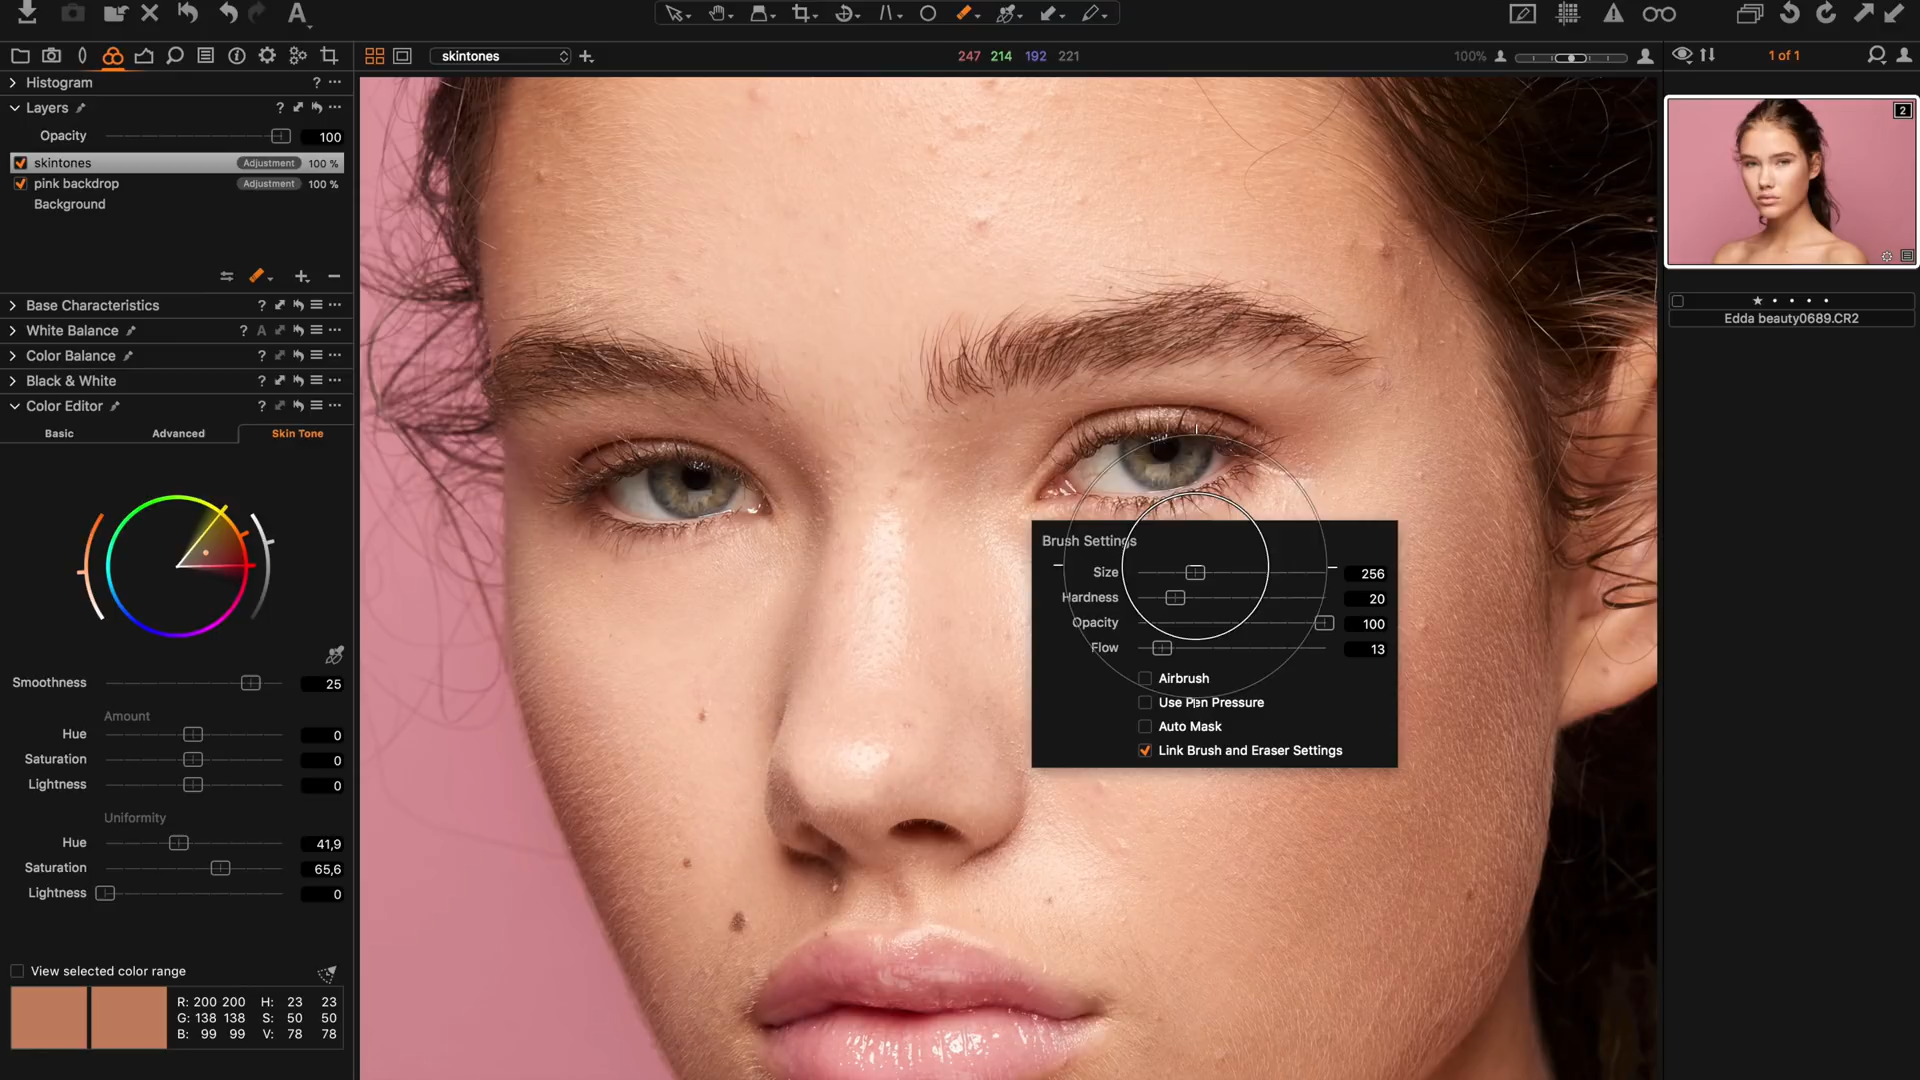 A
skintones
247 214 192 221
100%
1 of 1
Histogram
? ...
Layers
? ...
Opacity 100
skintones Adjustment 100 %
pink backdrop Adjustment 100 %
Background
Base Characteristics ? ...
White Balance ? A ...
Color Balance ? ...
Black & White ? ...
Color Editor ? ...
Basic Advanced Skin Tone
Smoothness 25
Amount
Hue 0
Saturation 0
Lightness 0
Uniformity
Hue 41,9
Saturation 65,6
Lightness 0
View selected color range
R: 200 200 H: 23 23
G: 138 138 S: 50 50
B: 99 99 V: 78 78
Brush Settings
Size 256
Hardness 20
Opacity 100
Flow 13
Airbrush
Use Pen Pressure
Auto Mask
Link Brush and Eraser Settings
2
Edda beauty0689.CR2